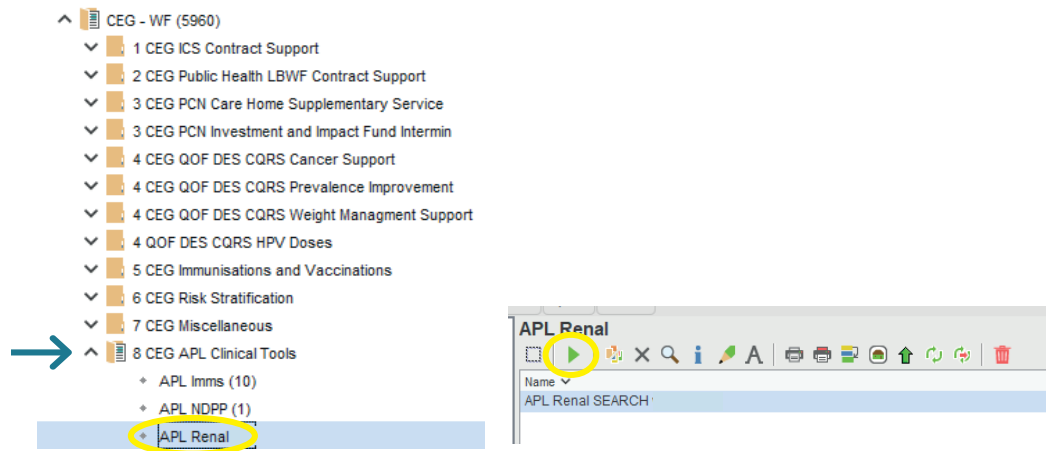 CEG - WF (5960)
1 CEG ICS Contract Support
2 CEG Public Health LBWF Contract Support
3 CEG PCN Care Home Supplementary Service
3 CEG PCN Investment and Impact Fund Intermin
4 CEG QOF DES CQRS Cancer Support
4 CEG QOF DES CQRS Prevalence Improvement
4 CEG QOF DES CQRS Weight Managment Support
4 QOF DES CQRS HPV Doses
5 CEG Immunisations and Vaccinations
6 CEG Risk Stratification
7 CEG Miscellaneous
8 CEG APL Clinical Tools
APL Imms (10)
APL NDPP (1)
APL Renal
APL Renal
Name
APL Renal SEARCH